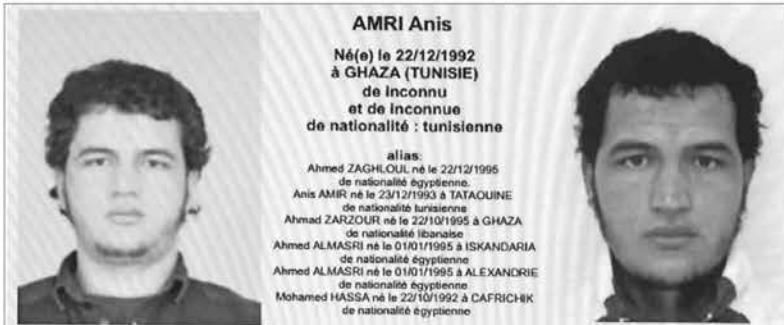 AMRI Anis
Né(e) le 22/12/1992
à GHAZA (TUNISIE)
de Inconnu
et de Inconnue
de nationalité : tunisienne
alias:
Ahmed ZAGHLOUL né le 22/12/1995
de nationalité égyptienne.
Anis AMIR né le 23/12/1993 à TATAOUINE
de nationalité tunisienne
Ahmad ZARZOUR né le 22/10/1995 à GHAZA
de nationalité libanaise
Ahmed ALMASRI né le 01/01/1995 à ISKANDARIA
de nationalité égyptienne
Ahmed ALMASRI né le 01/01/1995 à ALEXANDRIE
de nationalité égyptienne
Mohamed HASSA né le 22/10/1992 à CAFRICHIK
de nationalité égyptienne